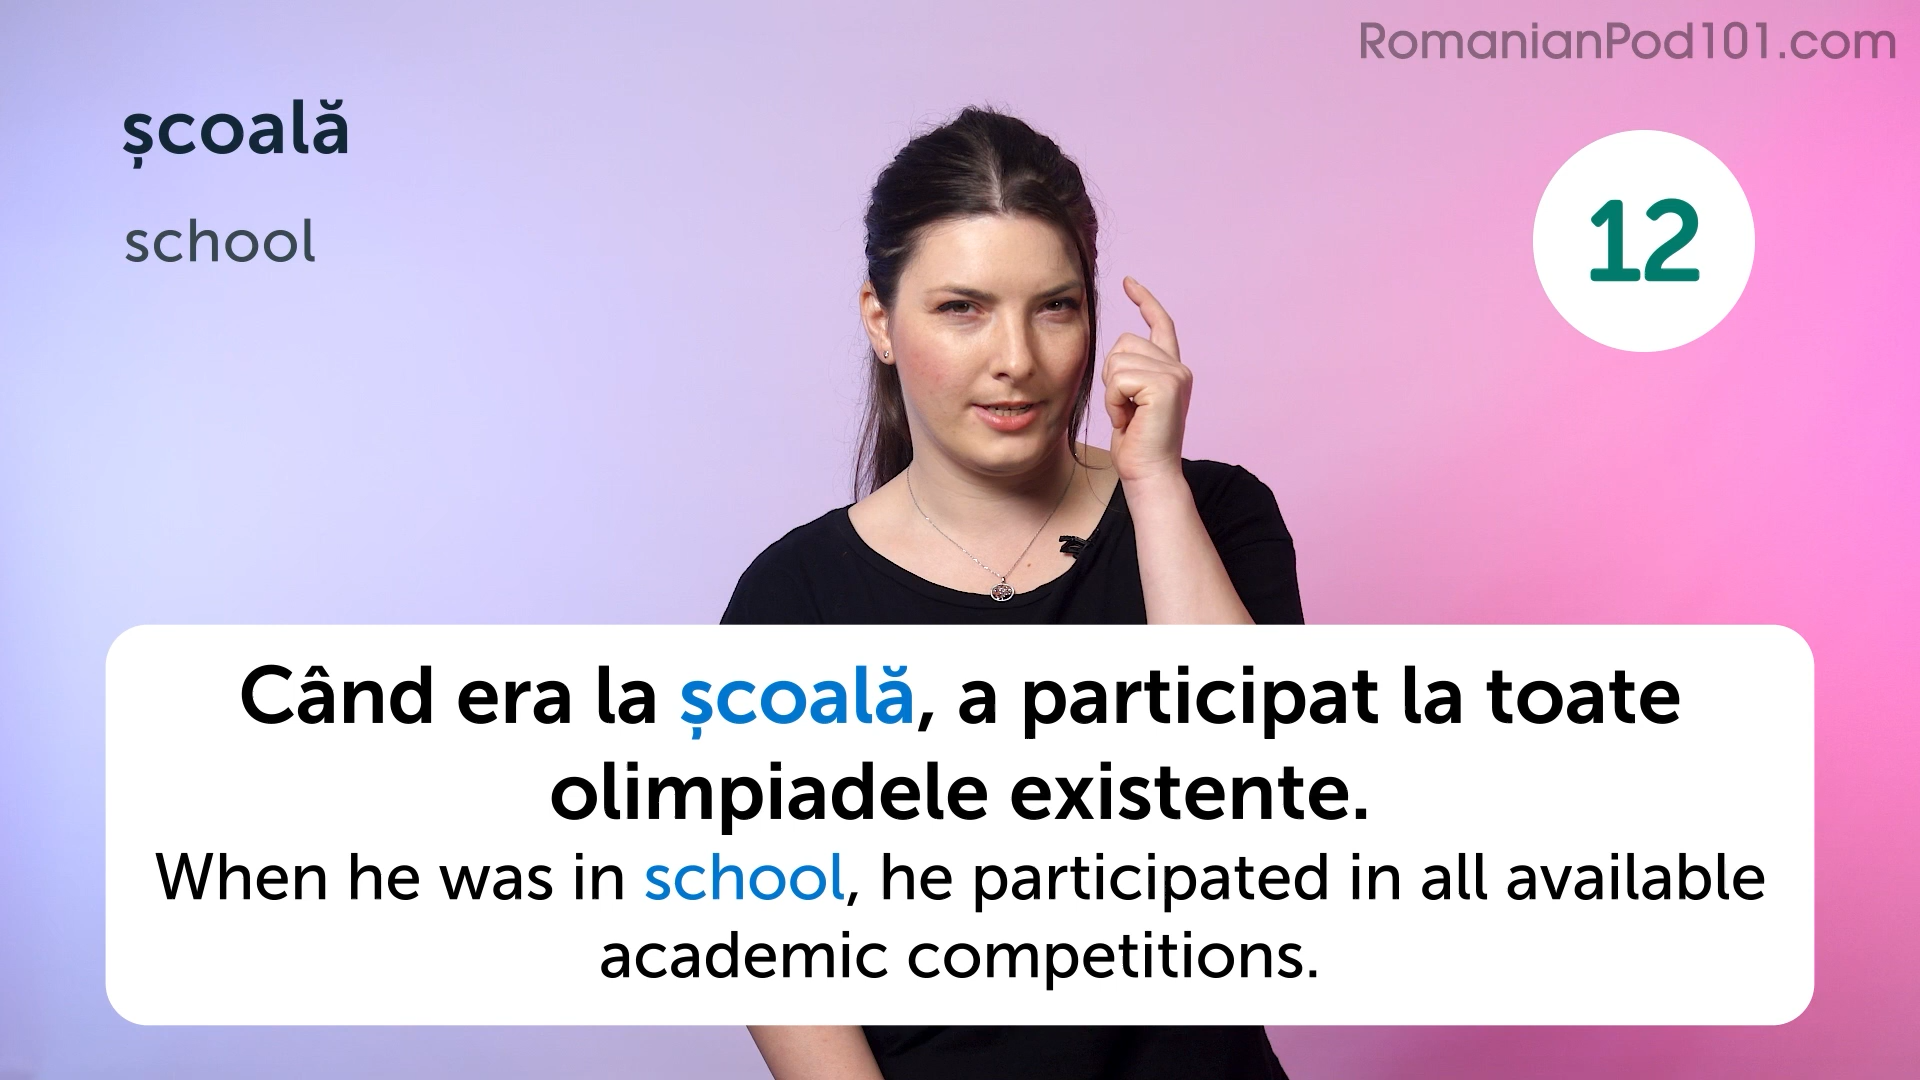 RomanianPod101.com
școală
school
12
Când era la școală, a participat la toate
olimpiadele existente.
When he was in school, he participated in all available
academic competitions.